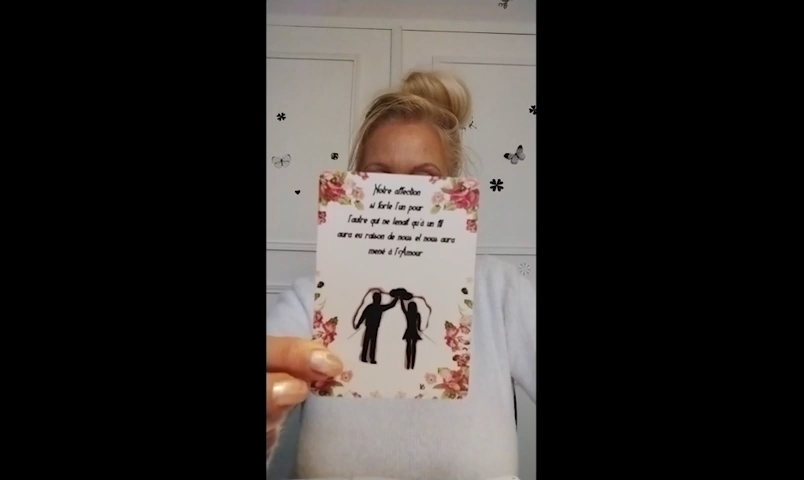 Notre affection
si forte l'un pour
l'autre qui ne tenait qu'à un fil
aura eu raison de nous et nous aura
mené à l'Amour